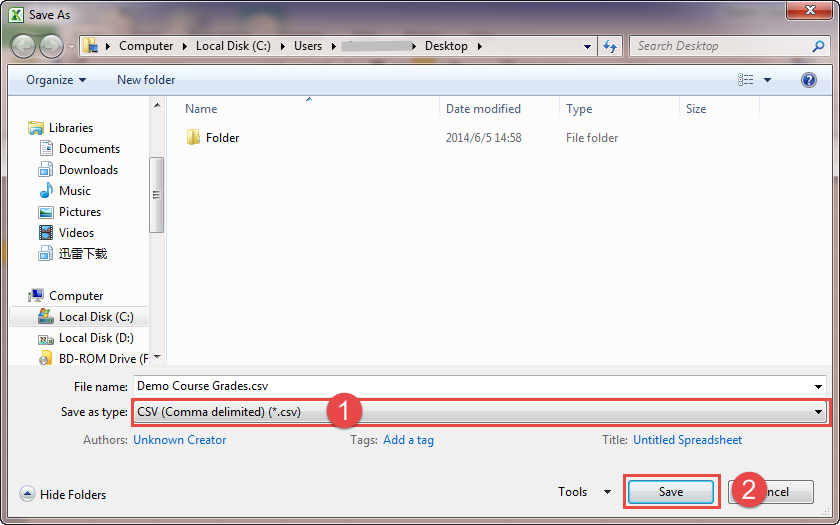 Save As
Computer Local Disk (C:) Users Desktop Search Desktop
Organize New folder
Name Date modified Type Size
Folder 2014/6/5 14:58 File folder
Libraries
Documents
Downloads
Music
Pictures
Videos
迅雷下载
Computer
Local Disk (C:)
Local Disk (D:)
BD-ROM Drive (F
File name: Demo Course Grades.csv
Save as type: CSV (Comma delimited) (*.csv) 1
Authors: Unknown Creator Tags: Add a tag Title: Untitled Spreadsheet
Hide Folders Tools Save 2 ncel